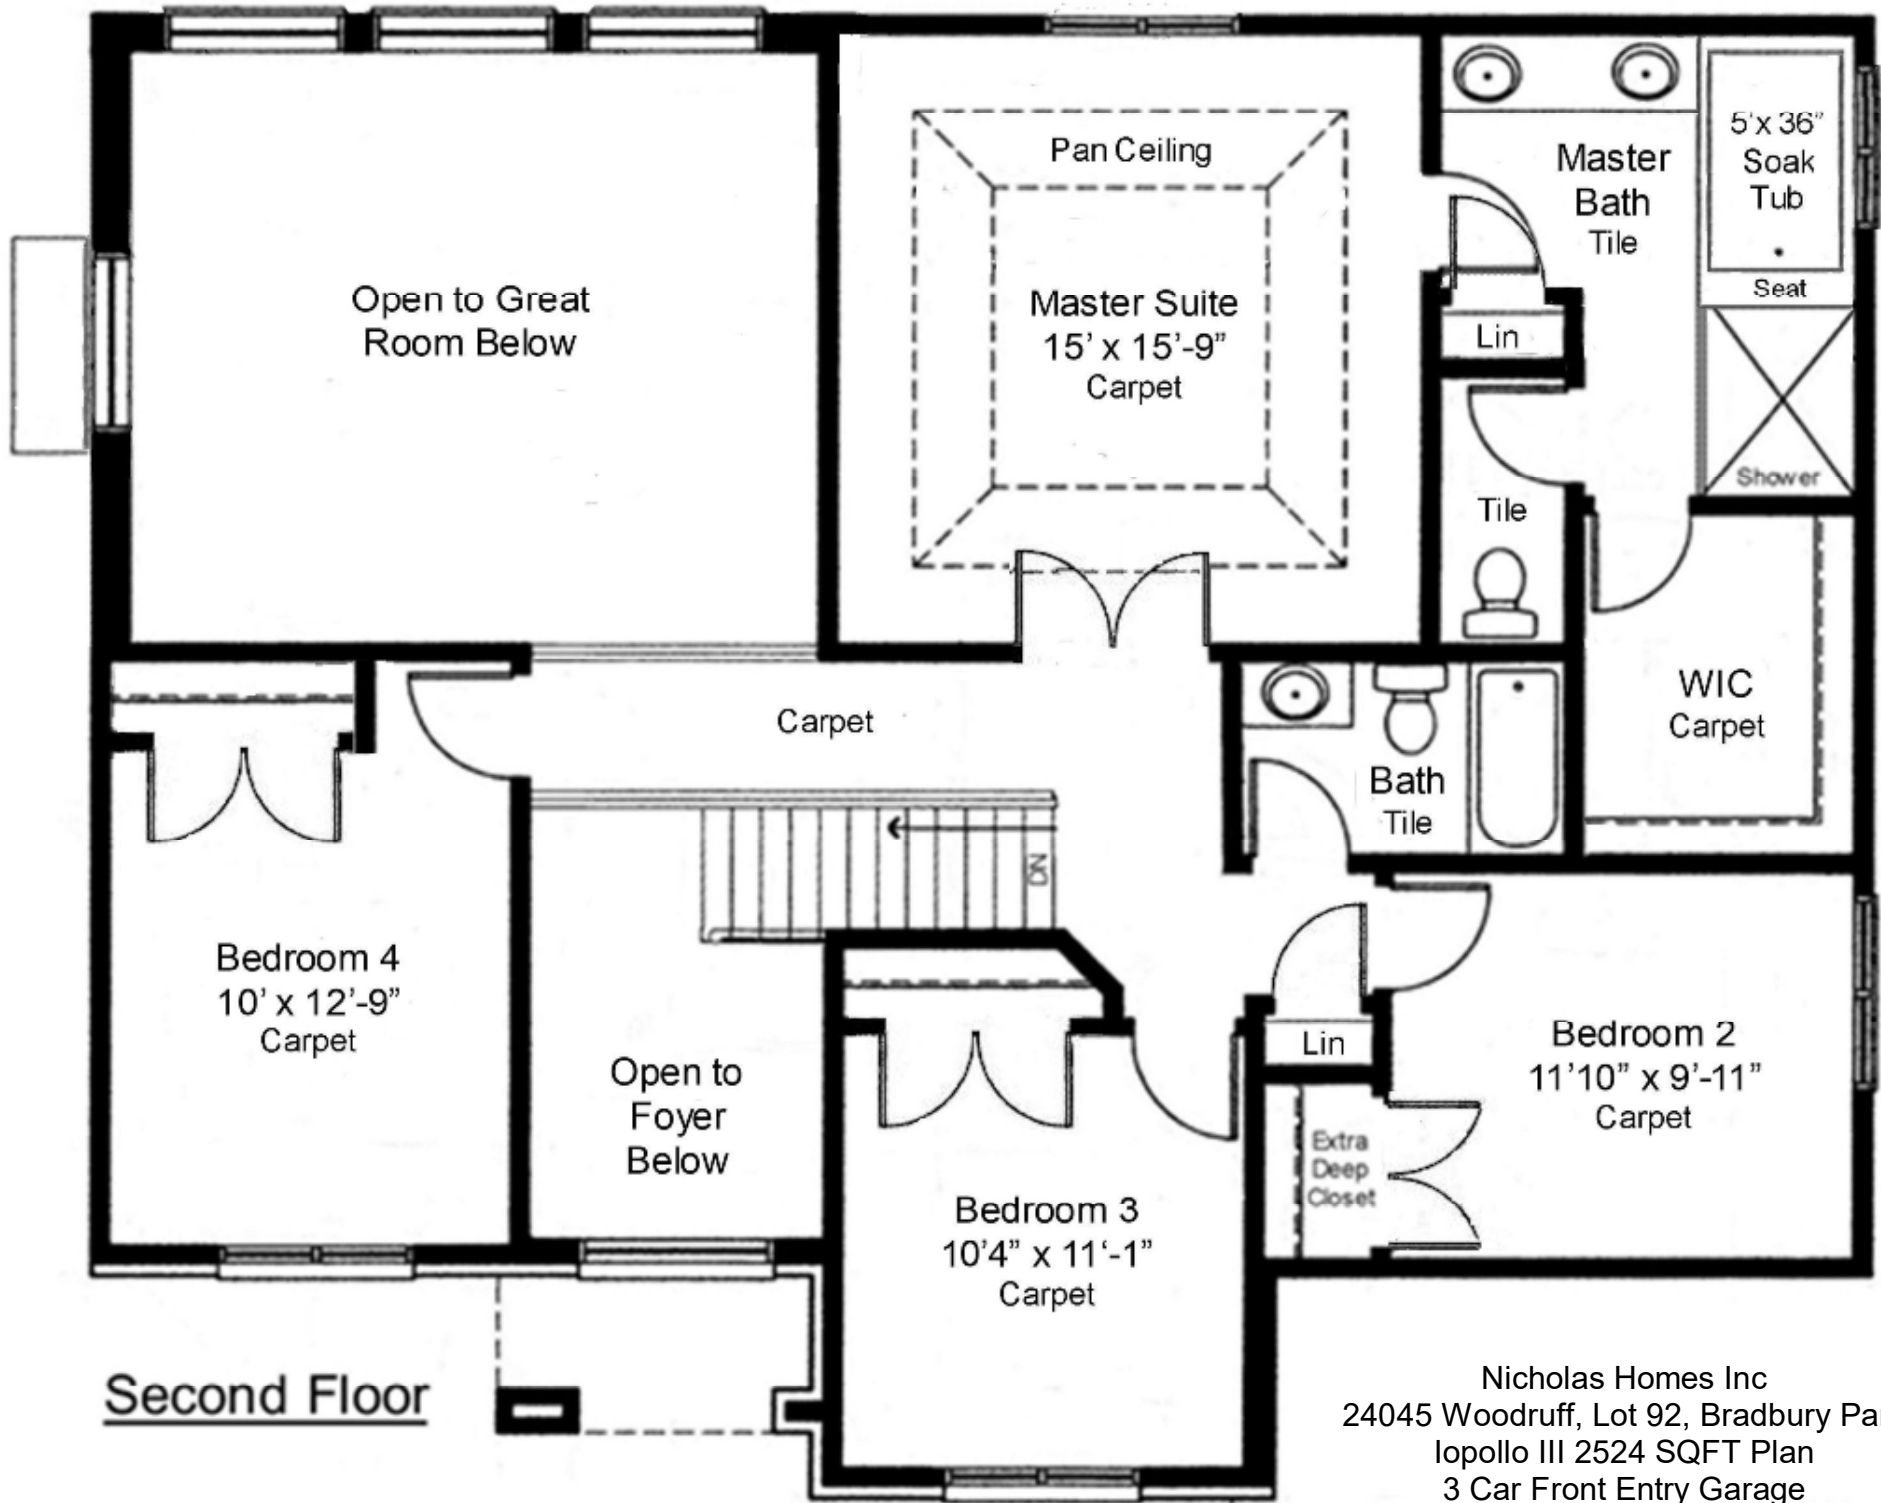 Open to Great
Room Below
Pan Ceiling
Master Suite
15' x 15'-9”
Carpet
Master
Bath
Tile
5'x 36”
Soak
Tub
Seat
Shower
Lin
Tile
WIC
Carpet
Carpet
Bath
Tile
DN
Bedroom 4
10' x 12'-9”
Carpet
Open to
Foyer
Below
Bedroom 3
10'4” x 11'-1”
Carpet
Lin
Extra
Deep
Closet
Bedroom 2
11'10” x 9'-11”
Carpet
Second Floor
Nicholas Homes Inc
24045 Woodruff, Lot 92, Bradbury
Iopollo III 2524 SQFT Plan
3 Car Front Entry Garage